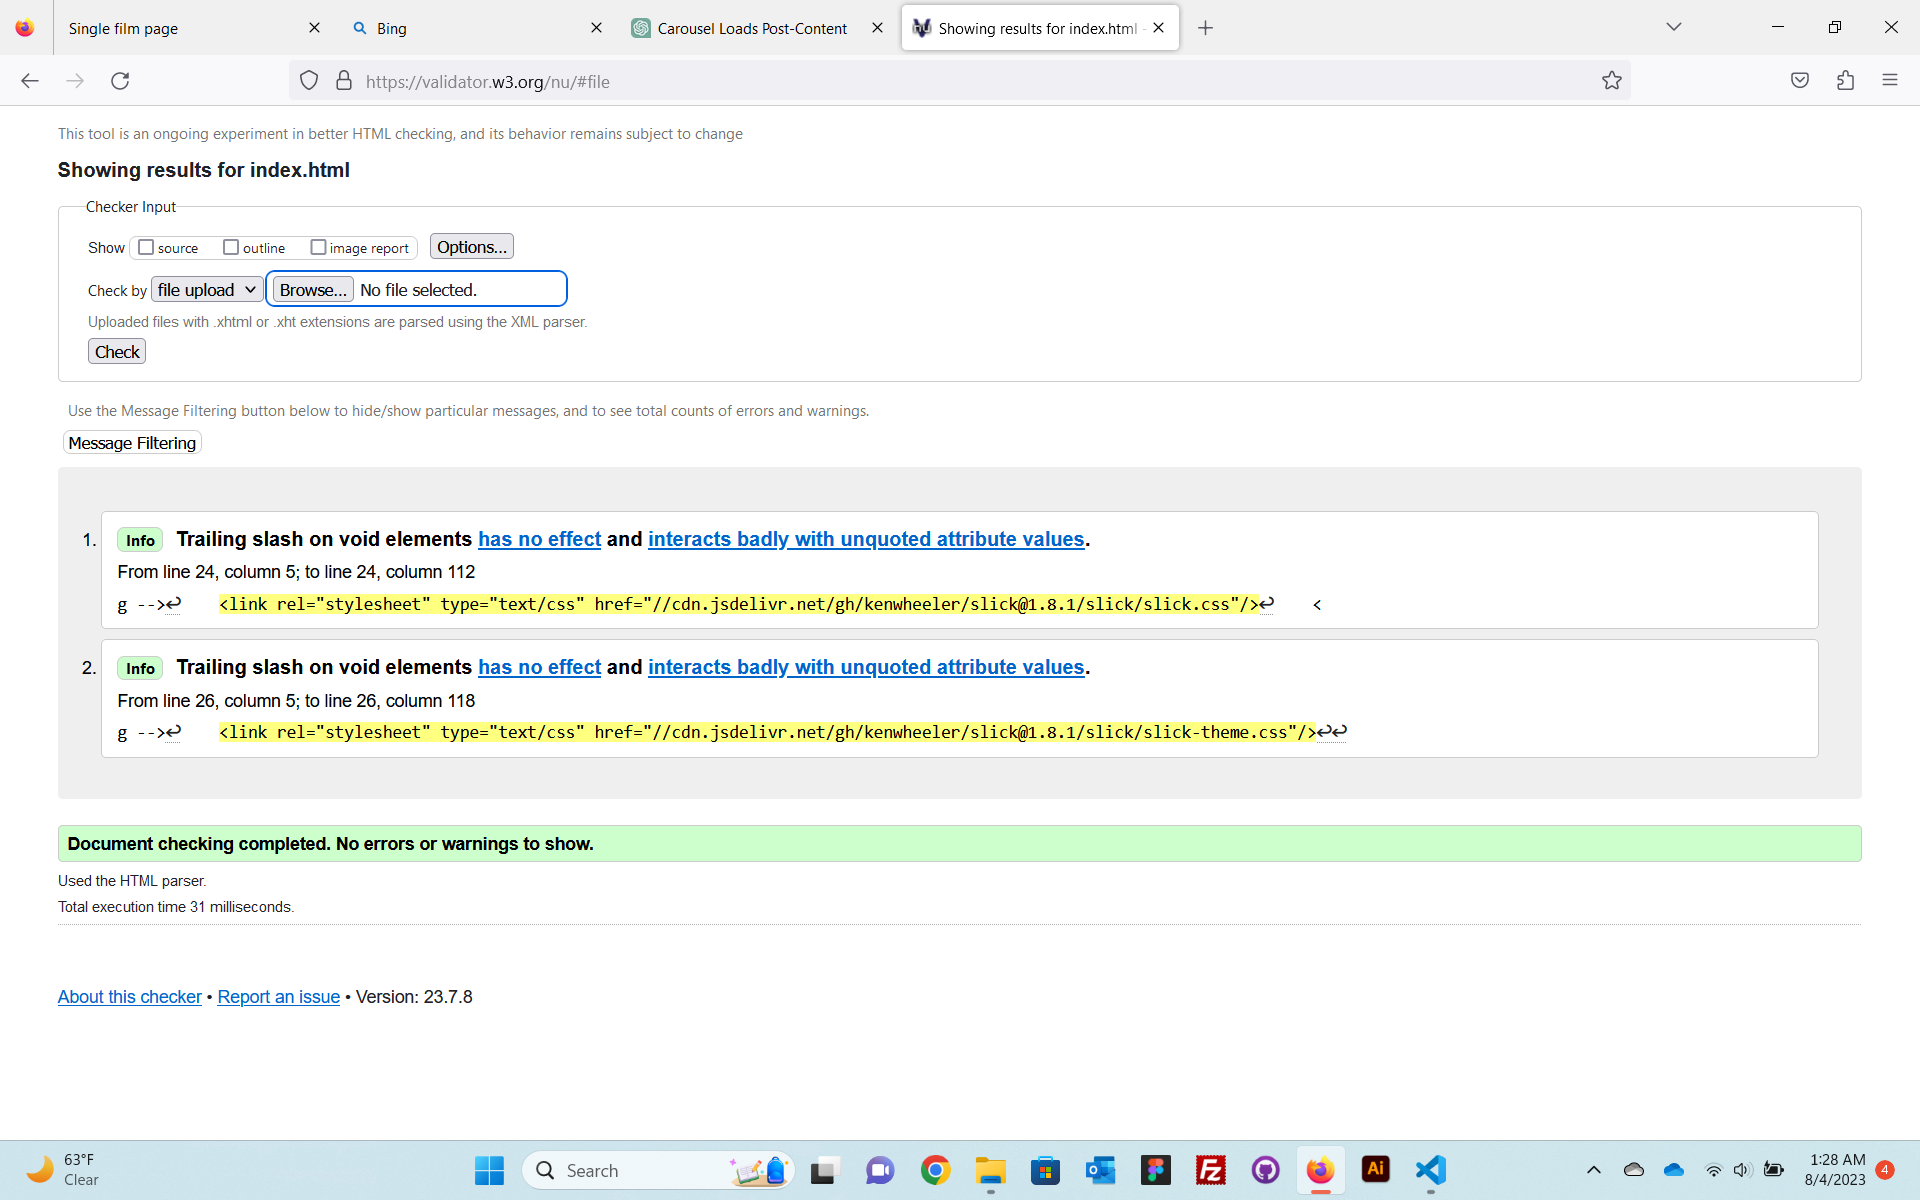 Single film page
Bing
Carousel Loads Post-Content
Showing results for index.html -
https://validator.w3.org/nu/#file
This tool is an ongoing experiment in better HTML checking, and its behavior remains subject to change
Showing results for index.html
Checker Input
Show source outline image report Options...
Check by file upload Browse... No file selected.
Uploaded files with .xhtml or .xht extensions are parsed using the XML parser.
Check
Use the Message Filtering button below to hide/show particular messages, and to see total counts of errors and warnings.
Message Filtering
1. Info Trailing slash on void elements has no effect and interacts badly with unquoted attribute values.
From line 24, column 5; to line 24, column 112
g -->↩ <link rel="stylesheet" type="text/css" href="//cdn.jsdelivr.net/gh/kenwheeler/slick@1.8.1/slick/slick.css"/>↩ <
2. Info Trailing slash on void elements has no effect and interacts badly with unquoted attribute values.
From line 26, column 5; to line 26, column 118
g -->↩ <link rel="stylesheet" type="text/css" href="//cdn.jsdelivr.net/gh/kenwheeler/slick@1.8.1/slick/slick-theme.css"/>↩↩
Document checking completed. No errors or warnings to show.
Used the HTML parser.
Total execution time 31 milliseconds.
About this checker • Report an issue • Version: 23.7.8
63°F
Clear
Search
Ai
1:28 AM
8/4/2023
4